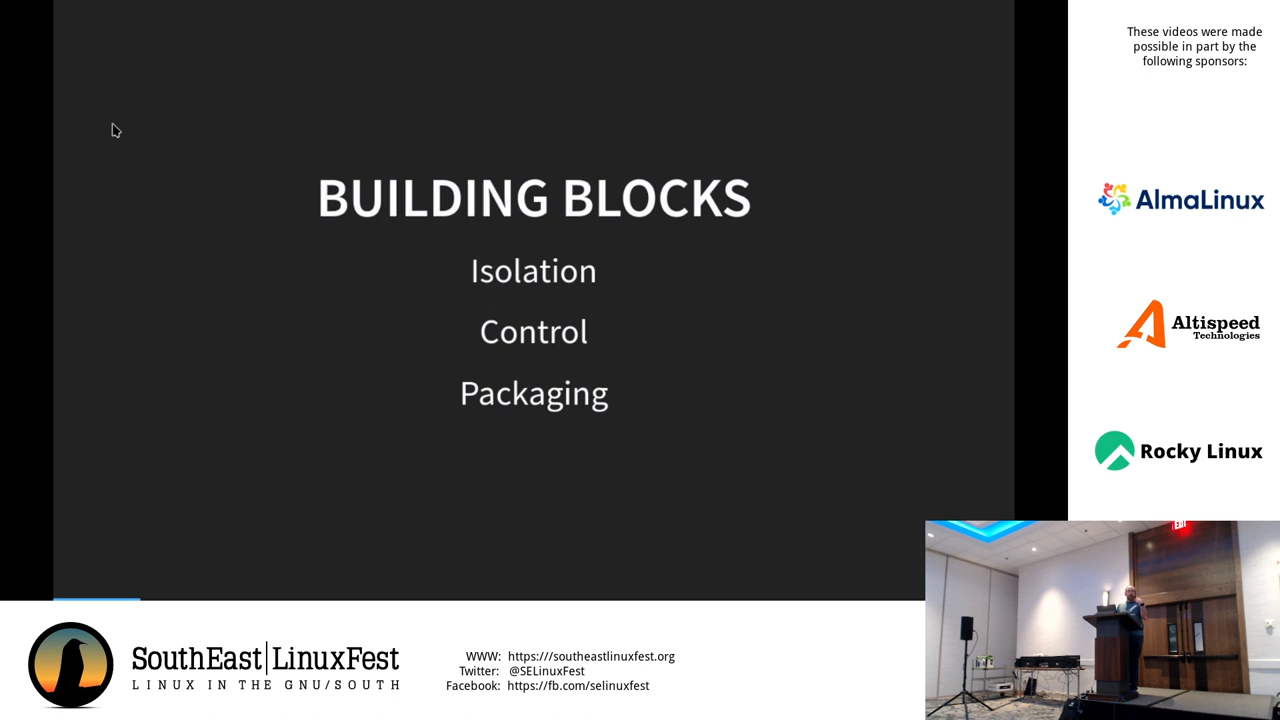 BUILDING BLOCKS
Isolation
Control
Packaging
These videos were made
possible in part by the
following sponsors:
AlmaLinux
Altispeed
Technologies
Rocky Linux
EXIT
SouthEast|LinuxFest
LINUX IN THE GNU/SOUTH
WWW: https:///southeastlinuxfest.org
Twitter: @SELinuxFest
Facebook: https://fb.com/selinuxfest